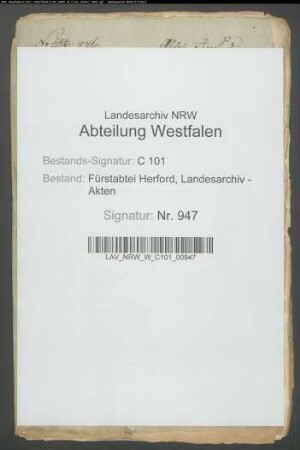 Landesarchiv NRW
Abteilung Westfalen
Bestands-Signatur: C 101
Bestand: Fürstabtei Herford, Landesarchiv -
Akten
Signatur: Nr. 947
LAV_NRW_W_C101_00947